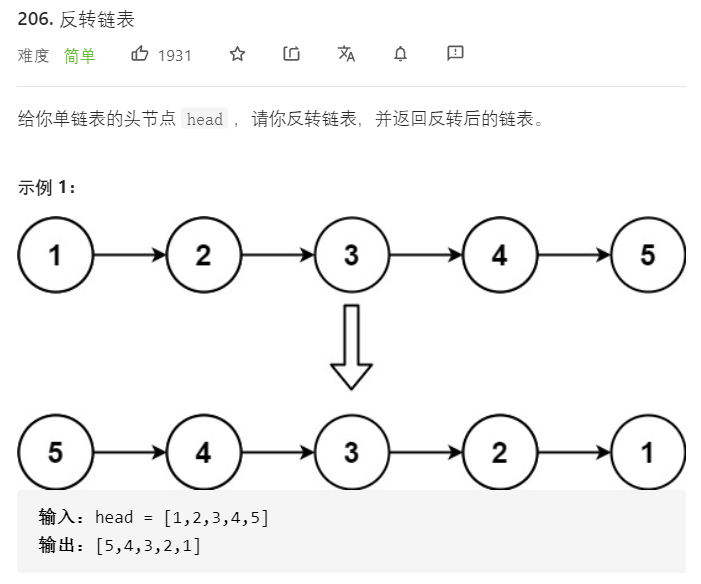 206. 反转链表
难度 简单 1931
给你单链表的头节点 head ，请你反转链表，并返回反转后的链表。
示例 1：
1 2 3 4 5
5 4 3 2 1
输入：head = [1,2,3,4,5]
输出：[5,4,3,2,1]